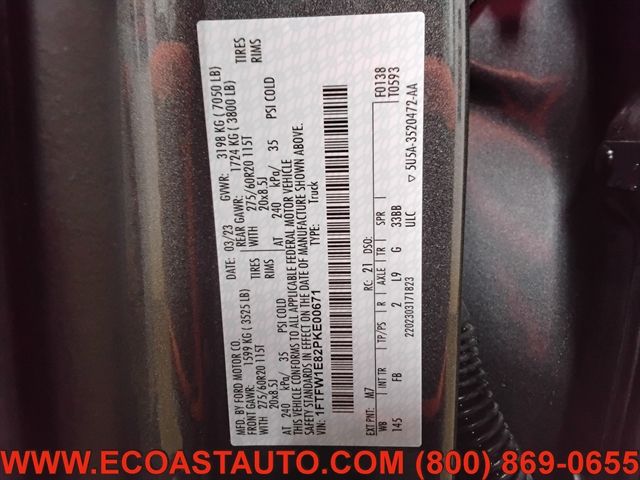 MFD. BY FORD MOTOR CO.
DATE: 03/23 GVWR: 3198 KG ( 7050 LB)
FRONT GAWR: 1599 KG ( 3525 LB) REAR GAWR: 1724 KG ( 3800 LB)
WITH 275/60R20 115T TIRES WITH 275/60R20 115T TIRES
20x8.5J RIMS 20x8.5J RIMS
AT 240 kPa/ 35 PSI COLD AT 240 kPa/ 35 PSI COLD
THIS VEHICLE CONFORMS TO ALL APPLICABLE FEDERAL MOTOR VEHICLE
SAFETY STANDARDS IN EFFECT ON THE DATE OF MANUFACTURE SHOWN ABOVE.
VIN: 1FTFW1E82PKE00671 TYPE: Truck
F0138
T0593
EXT PNT: M7 RC: 21 DSO:
WB INT TR TP/PS R AXLE TR SPR
145 FB 2 L9 G 33BB
2202303171823 ULC
▽ 5U5A-3520472-AA
WWW.ECOASTAUTO.COM (800) 869-0655